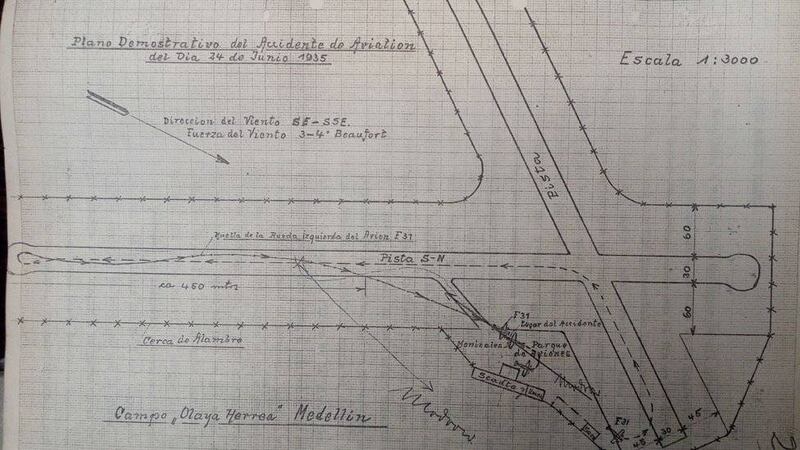 Plano Demostrativo del Accidente de Aviation
del Dia 24 de Junio 1935
Escala 1:3000
Direccion del Viento SE-SSE.
Fuerza del Viento 3-4° Beaufort
Pista
Huella de la Rueda izquierda del Avion F31
60
Pista S-N
30
ca 450 mtr
60
F31
Lugar del Accidente
Manizales
Parque
de Aviones
Cerca de Alambre
Scadta
Campo „Olaya Herrea" Medellin
F31
45
30
45